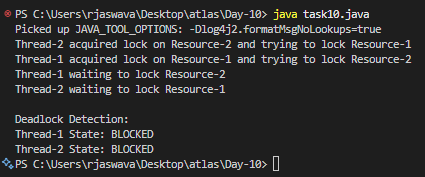 PS C:\Users\rjaswava\Desktop\atlas\Day-10> java task10.java
Picked up JAVA_TOOL_OPTIONS: -Dlog4j2.formatMsgNoLookups=true
Thread-2 acquired lock on Resource-2 and trying to lock Resource-1
Thread-1 acquired lock on Resource-1 and trying to lock Resource-2
Thread-1 waiting to lock Resource-2
Thread-2 waiting to lock Resource-1
Deadlock Detection:
Thread-1 State: BLOCKED
Thread-2 State: BLOCKED
PS C:\Users\rjaswava\Desktop\atlas\Day-10>